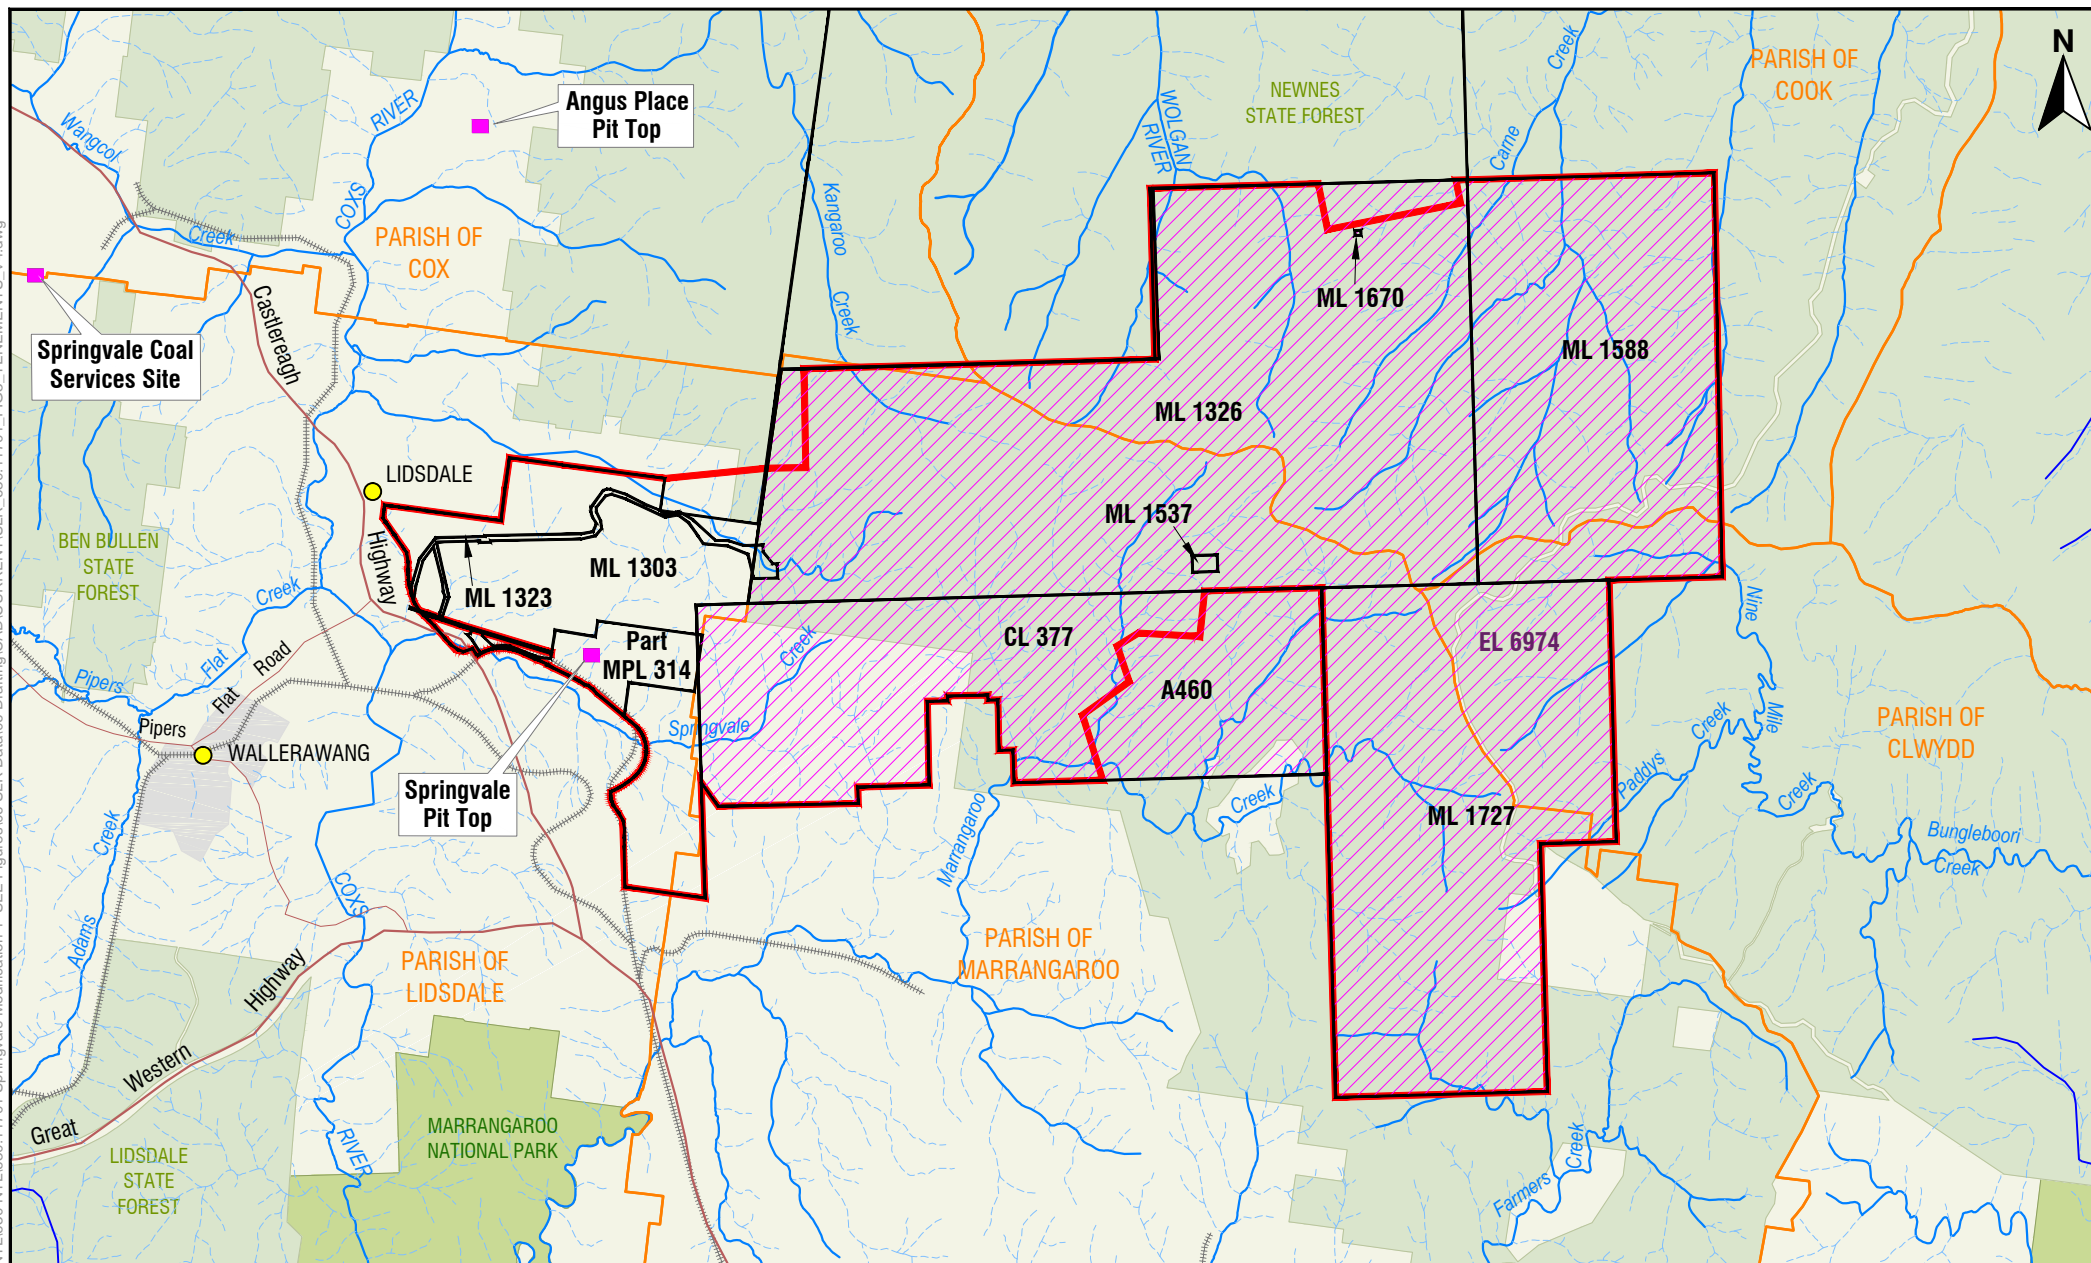 N
PARISH OF
COOK
NEWNES
STATE FOREST
Angus Place
Pit Top
Creek
Carne
WOLGAN
RIVER
RIVER
COXS
Wangcol
Creek
PARISH OF
COX
Kangaroo
Creek
ML 1670
Springvale Coal
Services Site
Castlereagh
Highway
ML 1588
ML 1326
LIDSDALE
ML 1537
BEN BULLEN
STATE
FOREST
ML 1303
ML 1323
Creek
Flat
Pipers
Pipers
Flat
Road
Part
MPL 314
CL 377
Creek
Springvale
A460
EL 6974
Nine
Mile
Creek
Paddys
Creek
PARISH OF
CLWYDD
WALLERAWANG
Springvale
Pit Top
Creek
ML 1727
Marrangaroo
Bungleboori
Creek
Adams
Creek
COXS
RIVER
PARISH OF
LIDSDALE
PARISH OF
MARRANGAROO
Great
Western
Highway
MARRANGAROO
NATIONAL PARK
LIDSDALE
STATE
FOREST
Farmers
Creek